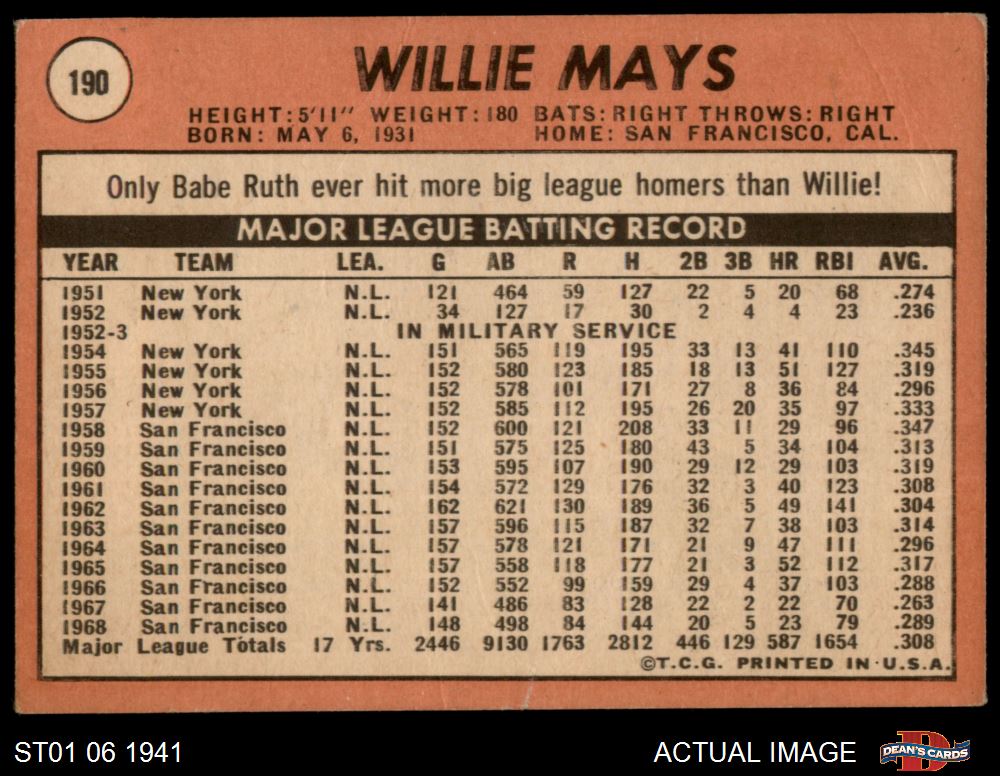 190
WILLIE MAYS
HEIGHT: 5'11" WEIGHT: 180 BATS: RIGHT THROWS: RIGHT
BORN: MAY 6, 1931 HOME: SAN FRANCISCO, CAL.
Only Babe Ruth ever hit more big league homers than Willie!
MAJOR LEAGUE BATTING RECORD
YEAR TEAM LEA. G AB R H 2B 3B HR RBI AVG.
1951 New York N.L. 121 464 59 127 22 5 20 68 .274
1952 New York N.L. 34 127 17 30 2 4 4 23 .236
1952-3 IN MILITARY SERVICE
1954 New York N.L. 151 565 119 195 33 13 41 110 .345
1955 New York N.L. 152 580 123 185 18 13 51 127 .319
1956 New York N.L. 152 578 101 171 27 8 36 84 .296
1957 New York N.L. 152 585 112 195 26 20 35 97 .333
1958 San Francisco N.L. 152 600 121 208 33 11 29 96 .347
1959 San Francisco N.L. 151 575 125 180 43 5 34 104 .313
1960 San Francisco N.L. 153 595 107 190 29 12 29 103 .319
1961 San Francisco N.L. 154 572 129 176 32 3 40 123 .308
1962 San Francisco N.L. 162 621 130 189 36 5 49 141 .304
1963 San Francisco N.L. 157 596 115 187 32 7 38 103 .314
1964 San Francisco N.L. 157 578 121 171 21 9 47 111 .296
1965 San Francisco N.L. 157 558 118 177 21 3 52 112 .317
1966 San Francisco N.L. 152 552 99 159 29 4 37 103 .288
1967 San Francisco N.L. 141 486 83 128 22 2 22 70 .263
1968 San Francisco N.L. 148 498 84 144 20 5 23 79 .289
Major League Totals 17 Yrs. 2446 9130 1763 2812 446 129 587 1654 .308
©T.C.G. PRINTED IN U.S.A.
ST01 06 1941 ACTUAL IMAGE DEAN'S CARDS